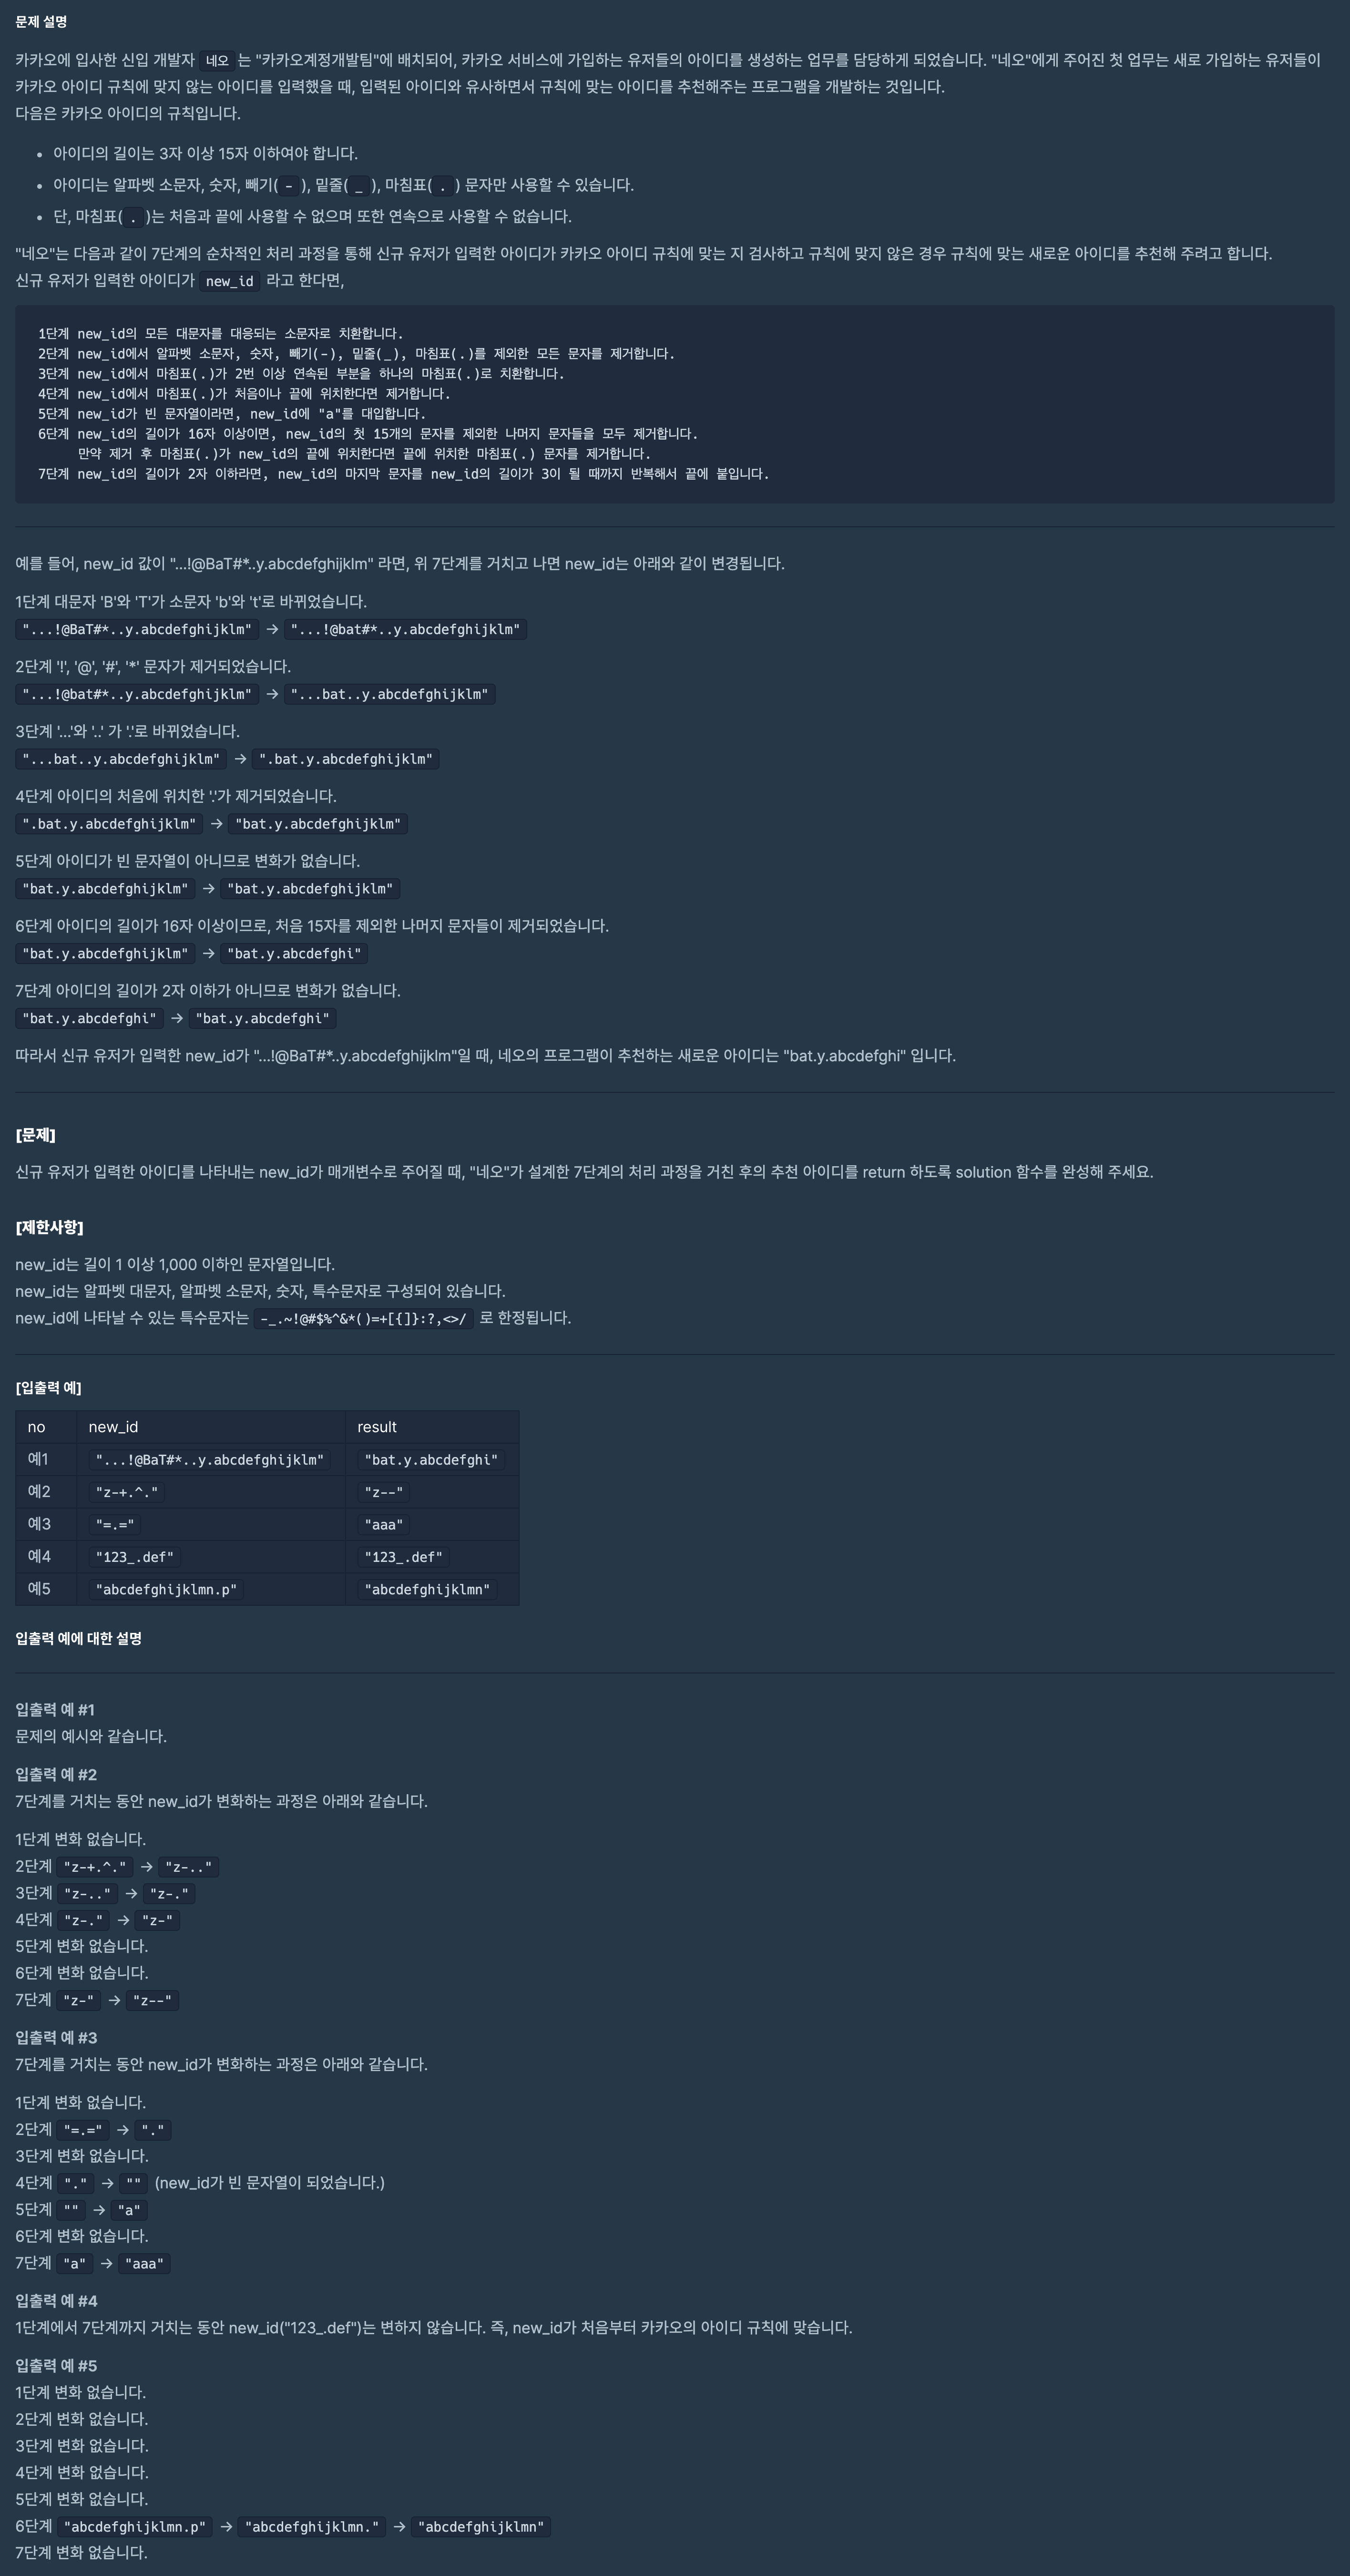 문제 설명
카카오에 입사한 신입 개발자 네오 는 "카카오계정개발팀"에 배치되어, 카카오 서비스에 가입하는 유저들의 아이디를 생성하는 업무를 담당하게 되었습니다. "네오"에게 주어진 첫 업무는 새로 가입하는 유저들이
카카오 아이디 규칙에 맞지 않는 아이디를 입력했을 때, 입력된 아이디와 유사하면서 규칙에 맞는 아이디를 추천해주는 프로그램을 개발하는 것입니다.
다음은 카카오 아이디의 규칙입니다.
• 아이디의 길이는 3자 이상 15자 이하여야 합니다.
• 아이디는 알파벳 소문자, 숫자, 빼기( - ), 밑줄( _ ), 마침표( . ) 문자만 사용할 수 있습니다.
• 단, 마침표( . )는 처음과 끝에 사용할 수 없으며 또한 연속으로 사용할 수 없습니다.
"네오"는 다음과 같이 7단계의 순차적인 처리 과정을 통해 신규 유저가 입력한 아이디가 카카오 아이디 규칙에 맞는 지 검사하고 규칙에 맞지 않은 경우 규칙에 맞는 새로운 아이디를 추천해 주려고 합니다.
신규 유저가 입력한 아이디가 new_id 라고 한다면,
1단계 new_id의 모든 대문자를 대응되는 소문자로 치환합니다.
2단계 new_id에서 알파벳 소문자, 숫자, 빼기(-), 밑줄(_), 마침표(.)를 제외한 모든 문자를 제거합니다.
3단계 new_id에서 마침표(.)가 2번 이상 연속된 부분을 하나의 마침표(.)로 치환합니다.
4단계 new_id에서 마침표(.)가 처음이나 끝에 위치한다면 제거합니다.
5단계 new_id가 빈 문자열이라면, new_id에 "a"를 대입합니다.
6단계 new_id의 길이가 16자 이상이면, new_id의 첫 15개의 문자를 제외한 나머지 문자들을 모두 제거합니다.
만약 제거 후 마침표(.)가 new_id의 끝에 위치한다면 끝에 위치한 마침표(.) 문자를 제거합니다.
7단계 new_id의 길이가 2자 이하라면, new_id의 마지막 문자를 new_id의 길이가 3이 될 때까지 반복해서 끝에 붙입니다.
예를 들어, new_id 값이 "...!@BaT#*..y.abcdefghijklm" 라면, 위 7단계를 거치고 나면 new_id는 아래와 같이 변경됩니다.
1단계 대문자 'B'와 'T'가 소문자 'b'와 't'로 바뀌었습니다.
"...!@BaT#*..y.abcdefghijklm" → "...!@bat#*..y.abcdefghijklm"
2단계 '!', '@', '#', '*' 문자가 제거되었습니다.
"...!@bat#*..y.abcdefghijklm" → "...bat..y.abcdefghijklm"
3단계 '...'와 '..' 가 '.'로 바뀌었습니다.
"...bat..y.abcdefghijklm" → ".bat.y.abcdefghijklm"
4단계 아이디의 처음에 위치한 '.'가 제거되었습니다.
".bat.y.abcdefghijklm" → "bat.y.abcdefghijklm"
5단계 아이디가 빈 문자열이 아니므로 변화가 없습니다.
"bat.y.abcdefghijklm" → "bat.y.abcdefghijklm"
6단계 아이디의 길이가 16자 이상이므로, 처음 15자를 제외한 나머지 문자들이 제거되었습니다.
"bat.y.abcdefghijklm" → "bat.y.abcdefghi"
7단계 아이디의 길이가 2자 이하가 아니므로 변화가 없습니다.
"bat.y.abcdefghi" → "bat.y.abcdefghi"
따라서 신규 유저가 입력한 new_id가 "...!@BaT#*..y.abcdefghijklm"일 때, 네오의 프로그램이 추천하는 새로운 아이디는 "bat.y.abcdefghi" 입니다.
[문제]
신규 유저가 입력한 아이디를 나타내는 new_id가 매개변수로 주어질 때, "네오"가 설계한 7단계의 처리 과정을 거친 후의 추천 아이디를 return 하도록 solution 함수를 완성해 주세요.
[제한사항]
new_id는 길이 1 이상 1,000 이하인 문자열입니다.
new_id는 알파벳 대문자, 알파벳 소문자, 숫자, 특수문자로 구성되어 있습니다.
new_id에 나타날 수 있는 특수문자는 -_.~!@#$%^&*()=+[{]}:?,<>/ 로 한정됩니다.
[입출력 예]
no new_id result
예1 "...!@BaT#*..y.abcdefghijklm" "bat.y.abcdefghi"
예2 "z-+.^." "z--"
예3 "=.=" "aaa"
예4 "123_.def" "123_.def"
예5 "abcdefghijklmn.p" "abcdefghijklmn"
입출력 예에 대한 설명
입출력 예 #1
문제의 예시와 같습니다.
입출력 예 #2
7단계를 거치는 동안 new_id가 변화하는 과정은 아래와 같습니다.
1단계 변화 없습니다.
2단계 "z-+.^." → "z-.."
3단계 "z-.." → "z-."
4단계 "z-." → "z-"
5단계 변화 없습니다.
6단계 변화 없습니다.
7단계 "z-" → "z--"
입출력 예 #3
7단계를 거치는 동안 new_id가 변화하는 과정은 아래와 같습니다.
1단계 변화 없습니다.
2단계 "=.=" → "."
3단계 변화 없습니다.
4단계 "." → "" (new_id가 빈 문자열이 되었습니다.)
5단계 "" → "a"
6단계 변화 없습니다.
7단계 "a" → "aaa"
입출력 예 #4
1단계에서 7단계까지 거치는 동안 new_id("123_.def")는 변하지 않습니다. 즉, new_id가 처음부터 카카오의 아이디 규칙에 맞습니다.
입출력 예 #5
1단계 변화 없습니다.
2단계 변화 없습니다.
3단계 변화 없습니다.
4단계 변화 없습니다.
5단계 변화 없습니다.
6단계 "abcdefghijklmn.p" → "abcdefghijklmn." → "abcdefghijklmn"
7단계 변화 없습니다.